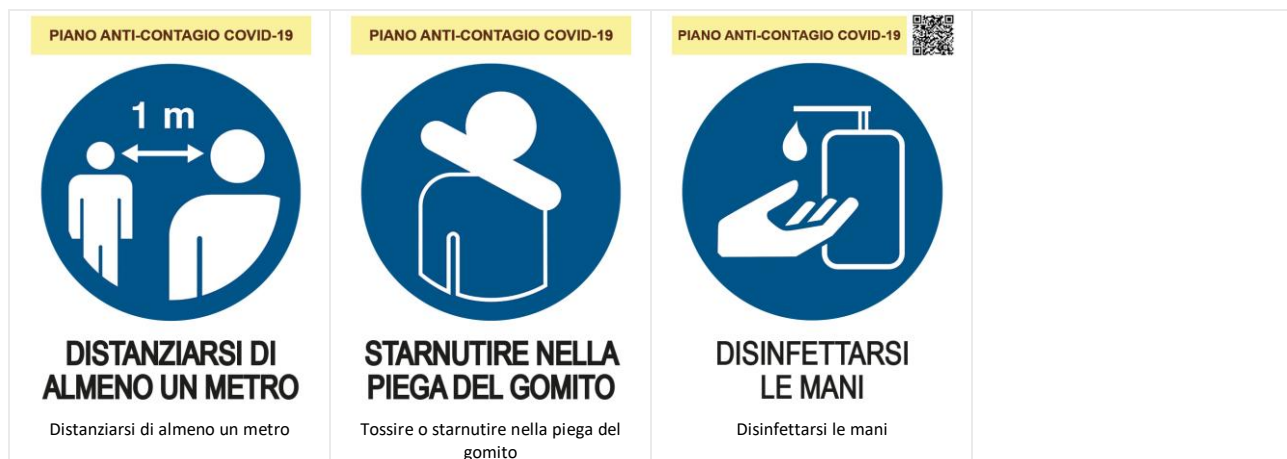 PIANO ANTI-CONTAGIO COVID-19
1 m
DISTANZIARSI DI
ALMENO UN METRO
Distanziarsi di almeno un metro
PIANO ANTI-CONTAGIO COVID-19
STARNUTIRE NELLA
PIEGA DEL GOMITO
Tossire o starnutire nella piega del
gomito
PIANO ANTI-CONTAGIO COVID-19
DISINFETTARSI
LE MANI
Disinfettarsi le mani